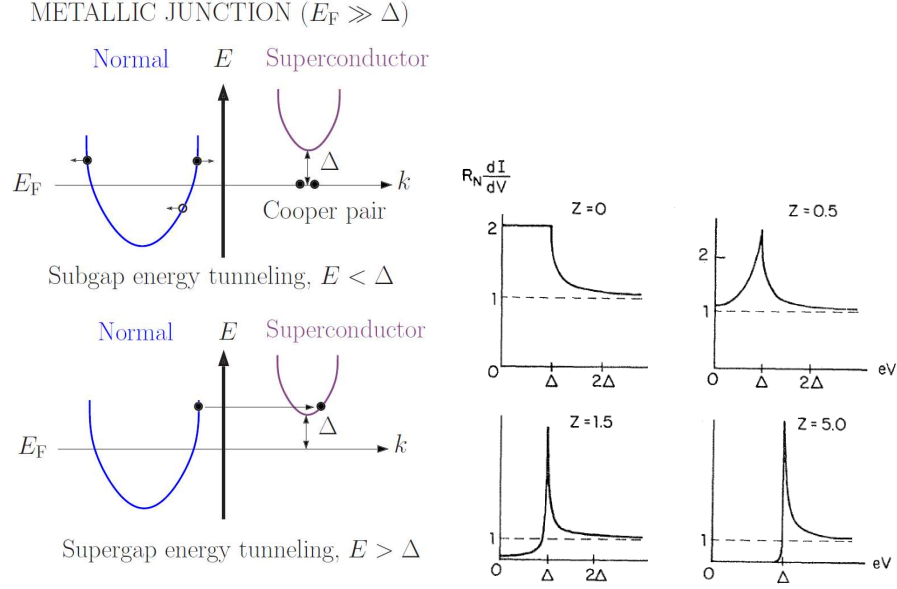 METALLIC JUNCTION (E_F ≫ Δ)
Normal E Superconductor
Δ
E_F k
Cooper pair
Subgap energy tunneling, E < Δ
Normal E Superconductor
Δ
E_F k
Supergap energy tunneling, E > Δ
R_N dI/dV
Z=0
2
1
0
Δ 2Δ
Z=0.5
2
1
0 Δ 2Δ eV
Z=1.5
1
0 Δ 2Δ
Z=5.0
1
0 Δ eV